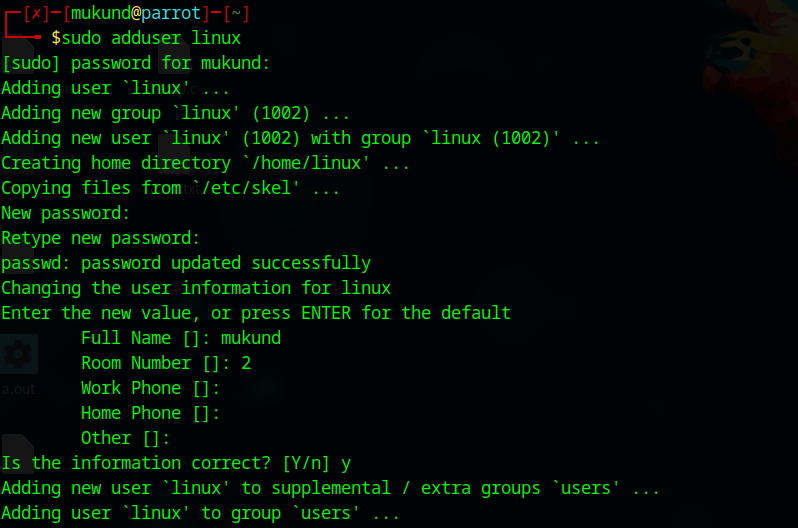 ┌─[✗]─[mukund@parrot]─[~]
└──╼ $sudo adduser linux
[sudo] password for mukund:
Adding user `linux' ...
Adding new group `linux' (1002) ...
Adding new user `linux' (1002) with group `linux (1002)' ...
Creating home directory `/home/linux' ...
Copying files from `/etc/skel' ...
New password:
Retype new password:
passwd: password updated successfully
Changing the user information for linux
Enter the new value, or press ENTER for the default
Full Name []: mukund
Room Number []: 2
Work Phone []:
a.out
Home Phone []:
Other []:
Is the information correct? [Y/n] y
Adding new user `linux' to supplemental / extra groups `users' ...
Adding user `linux' to group `users' ...